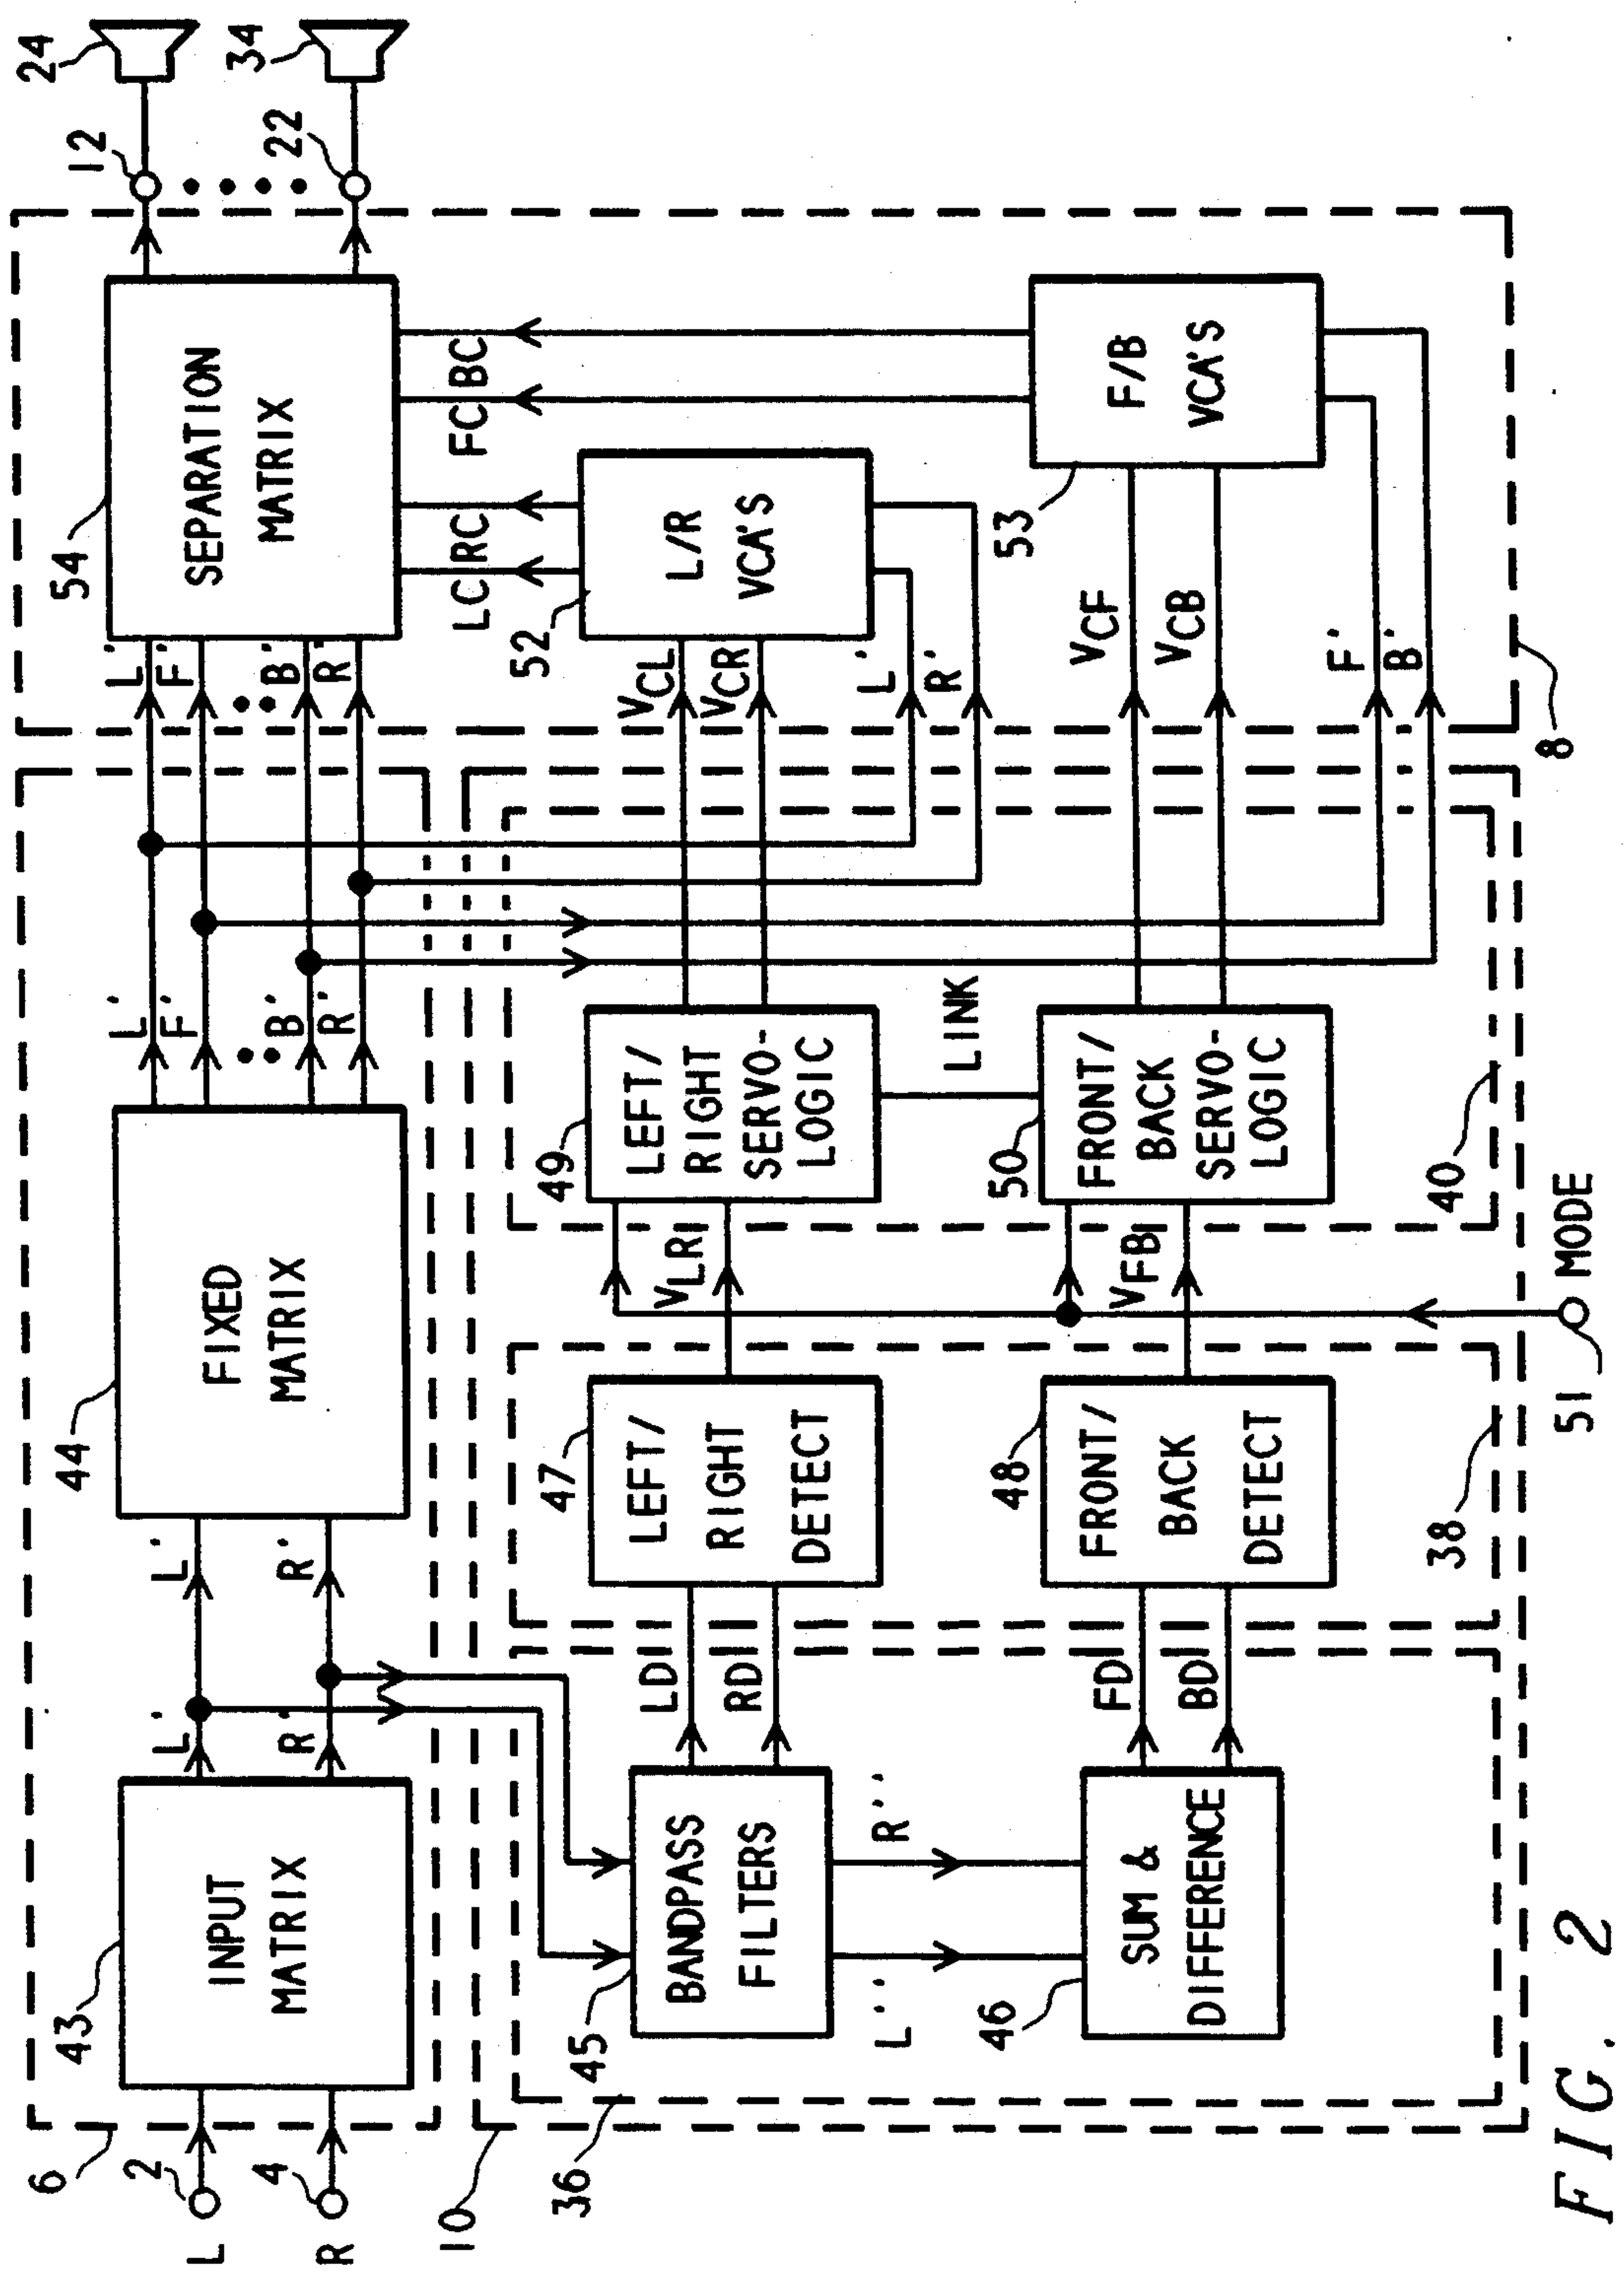 24
34
12
22
54
SEPARATION
MATRIX
L'
F'
B'
R'
LC
RC
FC
BC
52
L/R
VCA'S
53
F/B
VCA'S
VCL
VCR
L'
R'
VCF
VCB
F'
B'
8
44
FIXED
MATRIX
L'
F'
B'
R'
49
LEFT/
RIGHT
SERVO-
LOGIC
LINK
50
FRONT/
BACK
SERVO-
LOGIC
40
VLR
VFB
MODE
51
47
LEFT/
RIGHT
DETECT
48
FRONT/
BACK
DETECT
38
L'
R'
L'
R'
43
INPUT
MATRIX
LD
RD
FD
BD
45
BANDPASS
FILTERS
R''
L''
46
SUM &
DIFFERENCE
6
2
4
L
R
10
36
FIG. 2